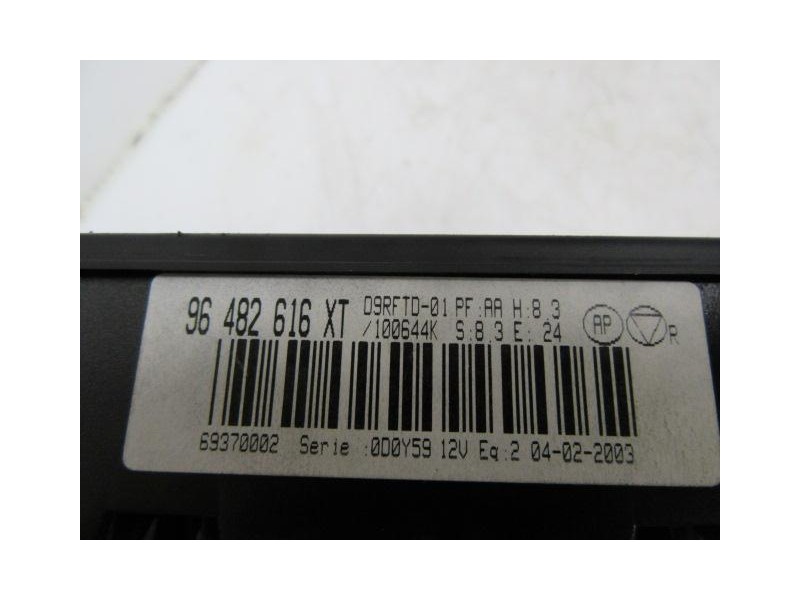 96 482 616 XT D9RFTD-01 PF:AA H:8.3
/100644K S:8.3 E: 24 AP R
69370002 Serie :0D0Y59 12V Eq:2 04-02-2003